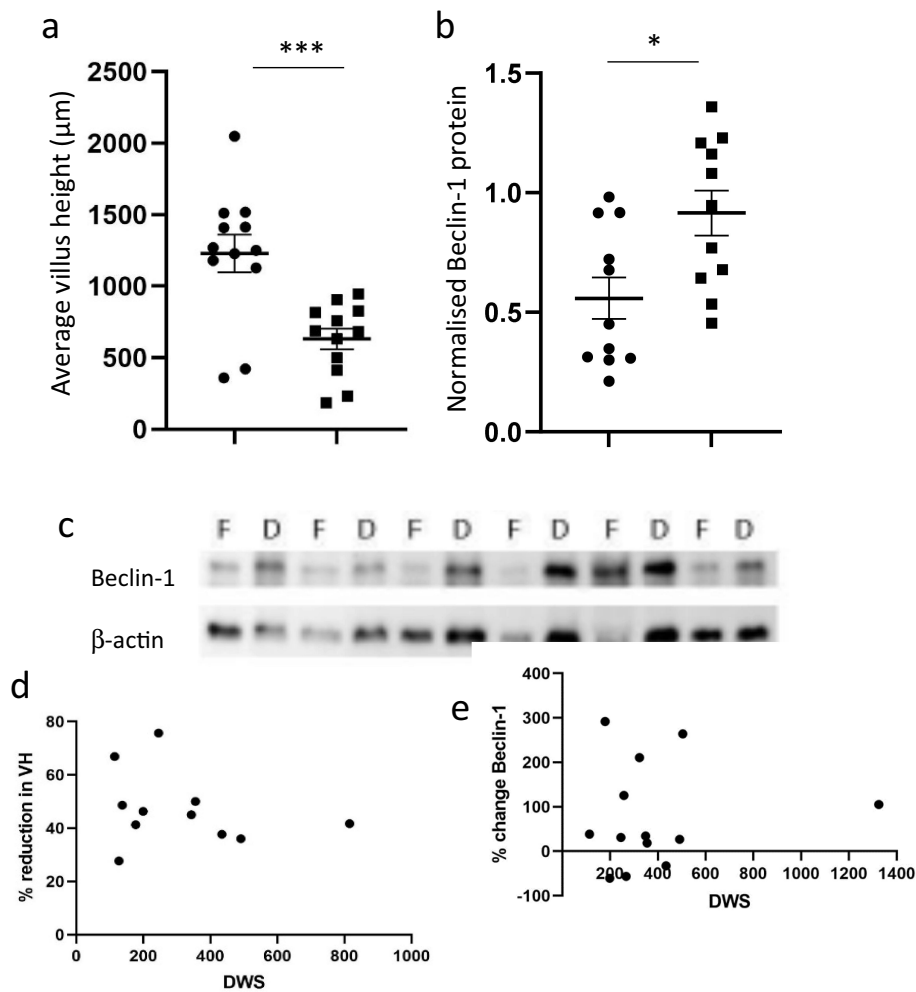 a
***
Average villus height (µm)
2500
2000
1500
1000
500
0
b
*
Normalised Beclin-1 protein
1.5
1.0
0.5
0.0
c
F D F D F D F D F D F D
Beclin-1
β-actin
d
% reduction in VH
80
60
40
20
0
0 200 400 600 800 1000
DWS
e
% change Beclin-1
400
300
200
100
0
-100
200 400 600 800 1000 1200 1400
DWS